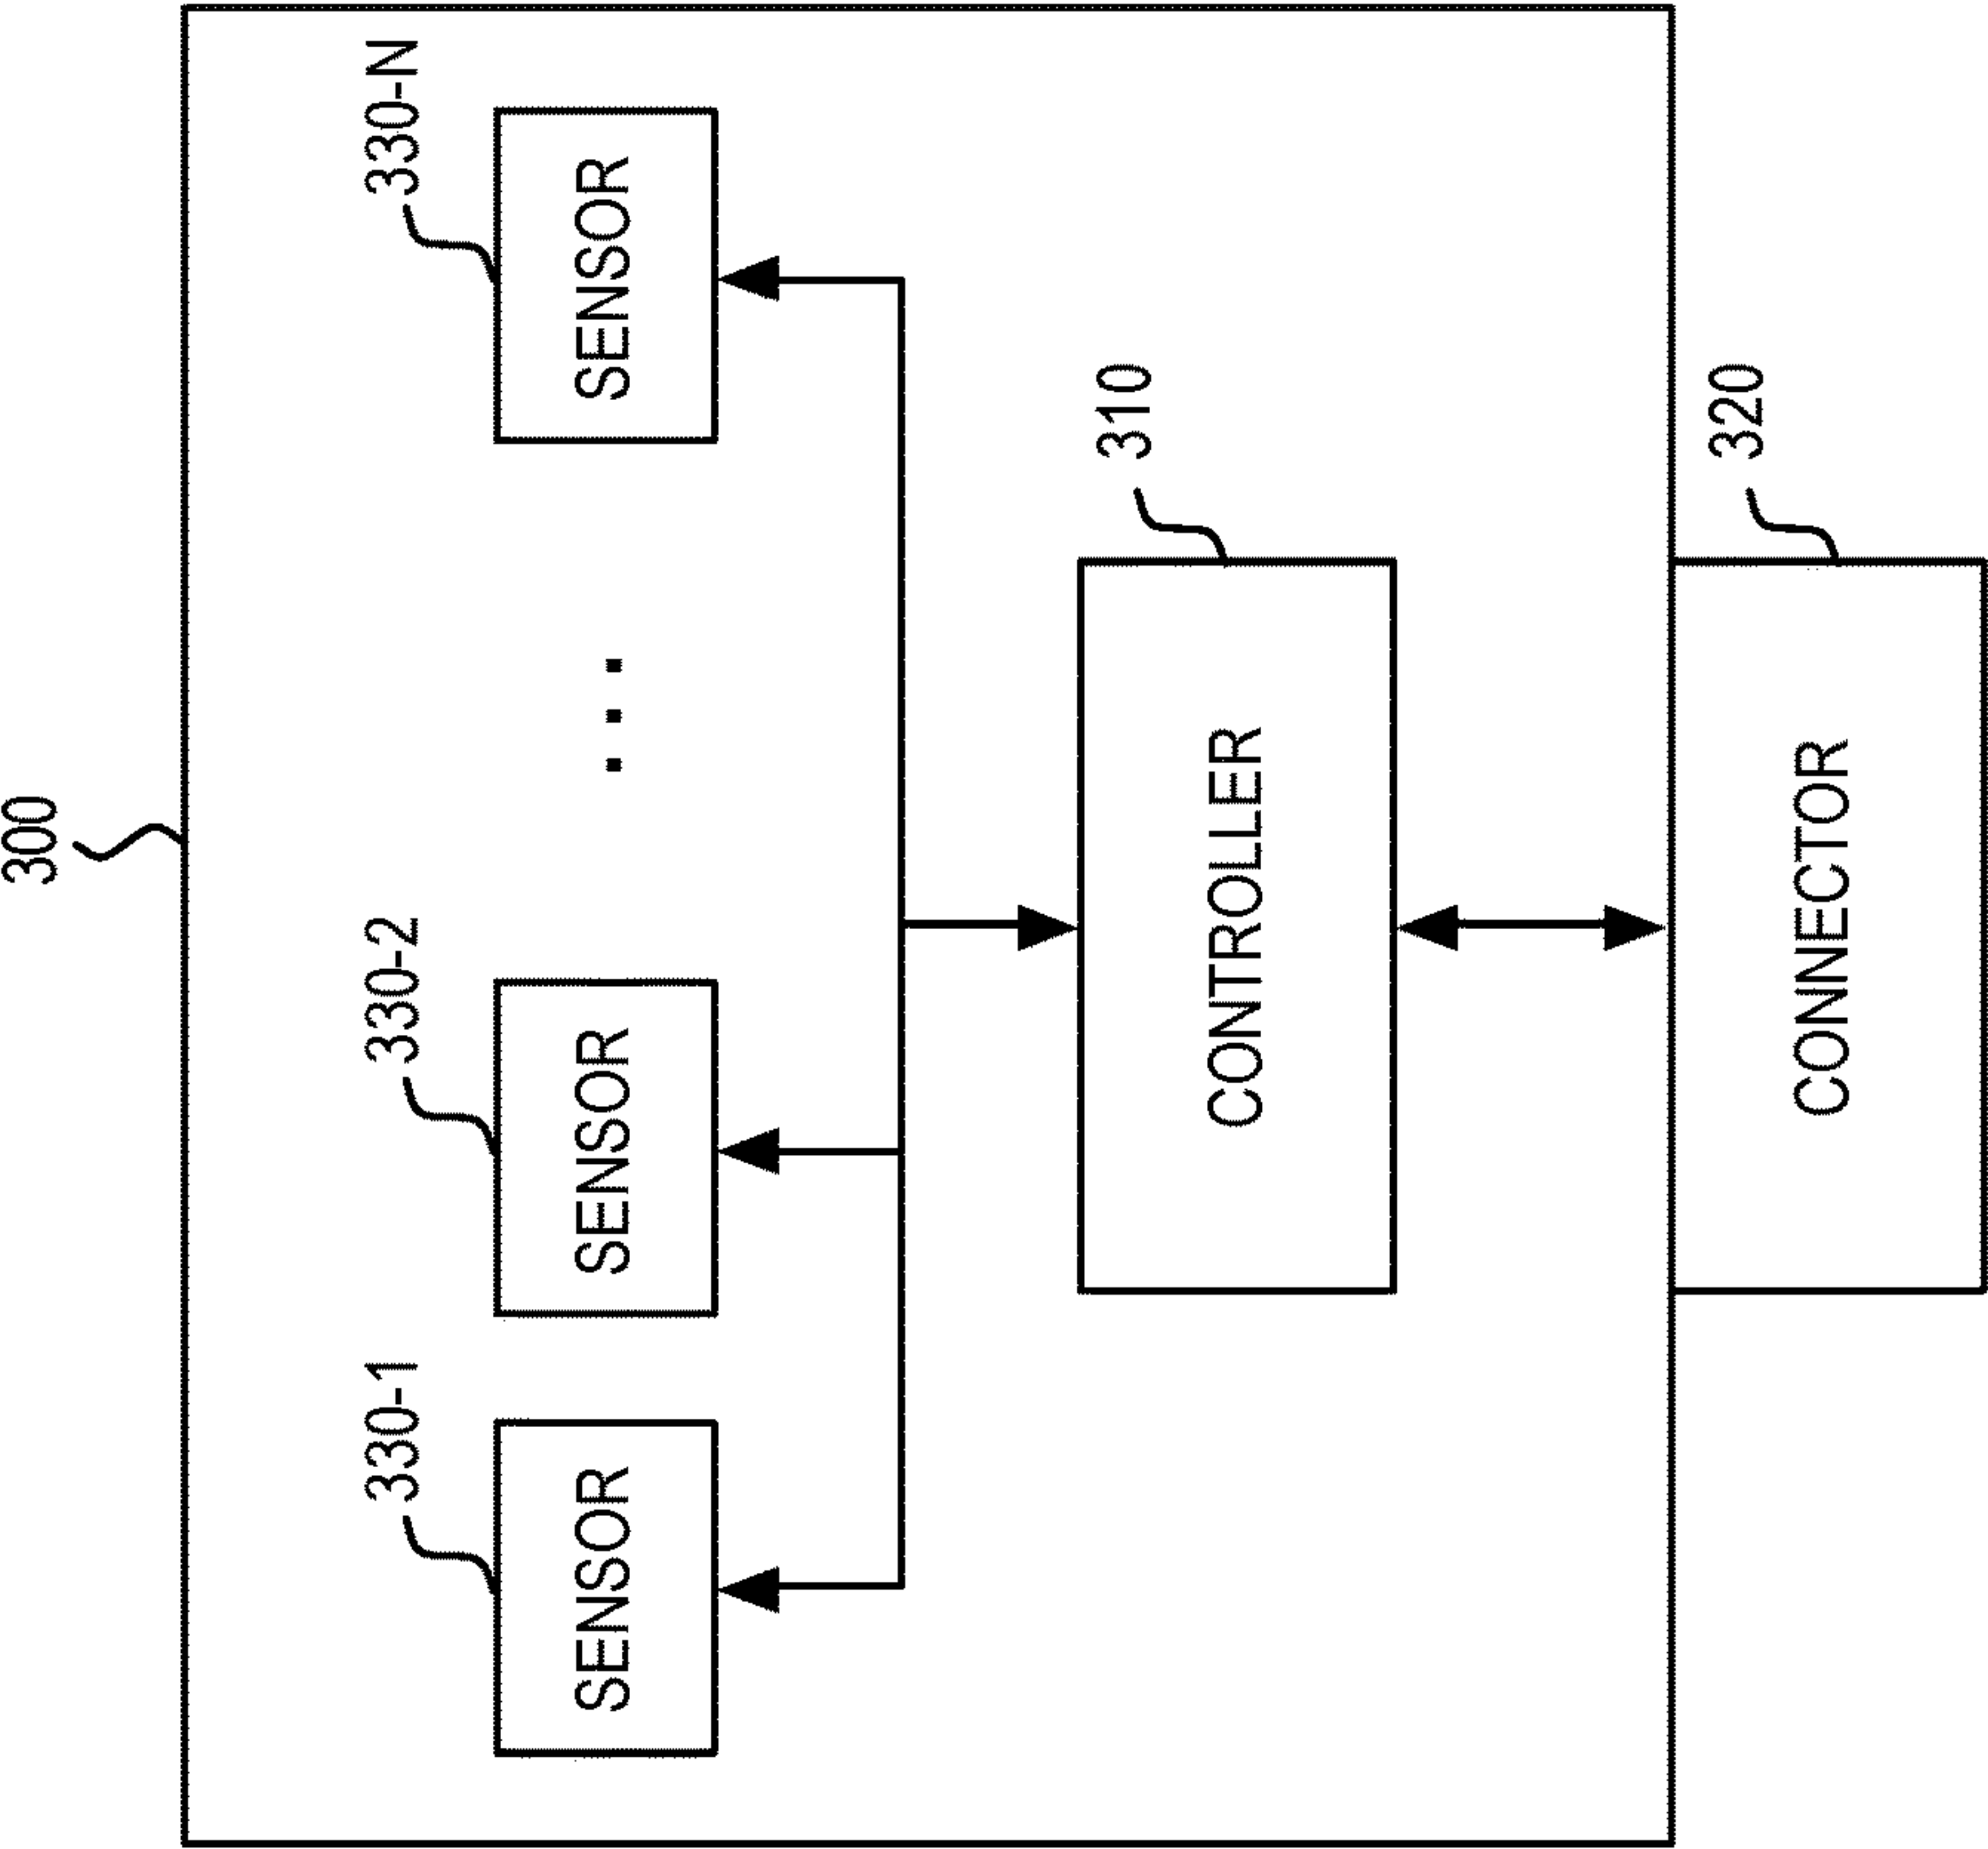 300
330-1
330-2
330-N
SENSOR
SENSOR
SENSOR
...
310
CONTROLLER
320
CONNECTOR